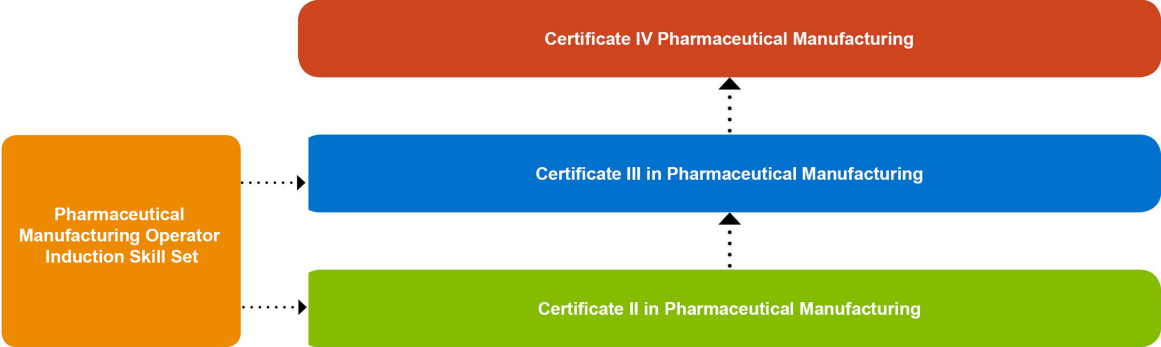 Certificate IV Pharmaceutical Manufacturing
Certificate III in Pharmaceutical Manufacturing
Pharmaceutical
Manufacturing Operator
Induction Skill Set
Certificate II in Pharmaceutical Manufacturing